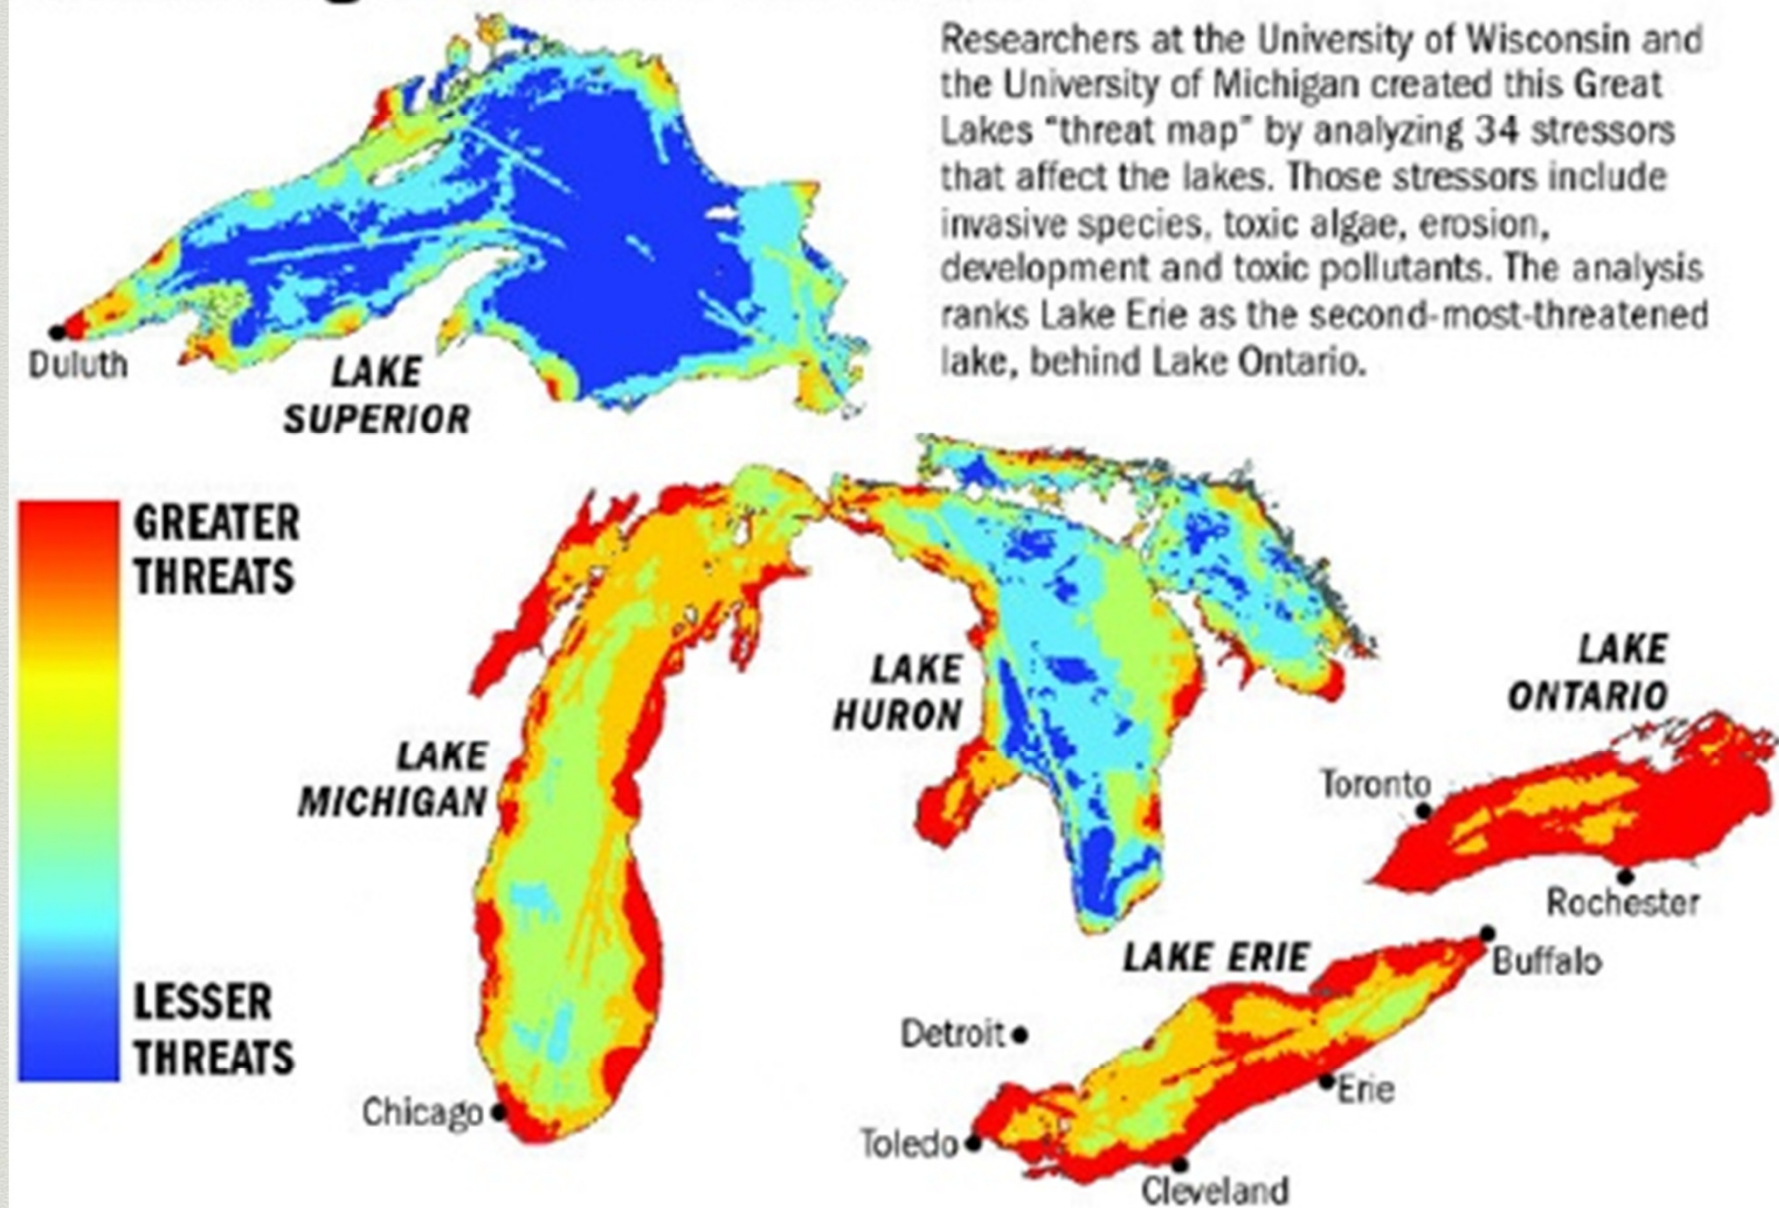 Researchers at the University of Wisconsin and
the University of Michigan created this Great
Lakes “threat map” by analyzing 34 stressors
that affect the lakes. Those stressors include
invasive species, toxic algae, erosion,
development and toxic pollutants. The analysis
ranks Lake Erie as the second-most-threatened
lake, behind Lake Ontario.
Duluth
LAKE
SUPERIOR
GREATER
THREATS
LESSER
THREATS
LAKE
MICHIGAN
Chicago
LAKE
HURON
LAKE
ONTARIO
Toronto
Rochester
LAKE ERIE
Buffalo
Detroit
Erie
Toledo
Cleveland